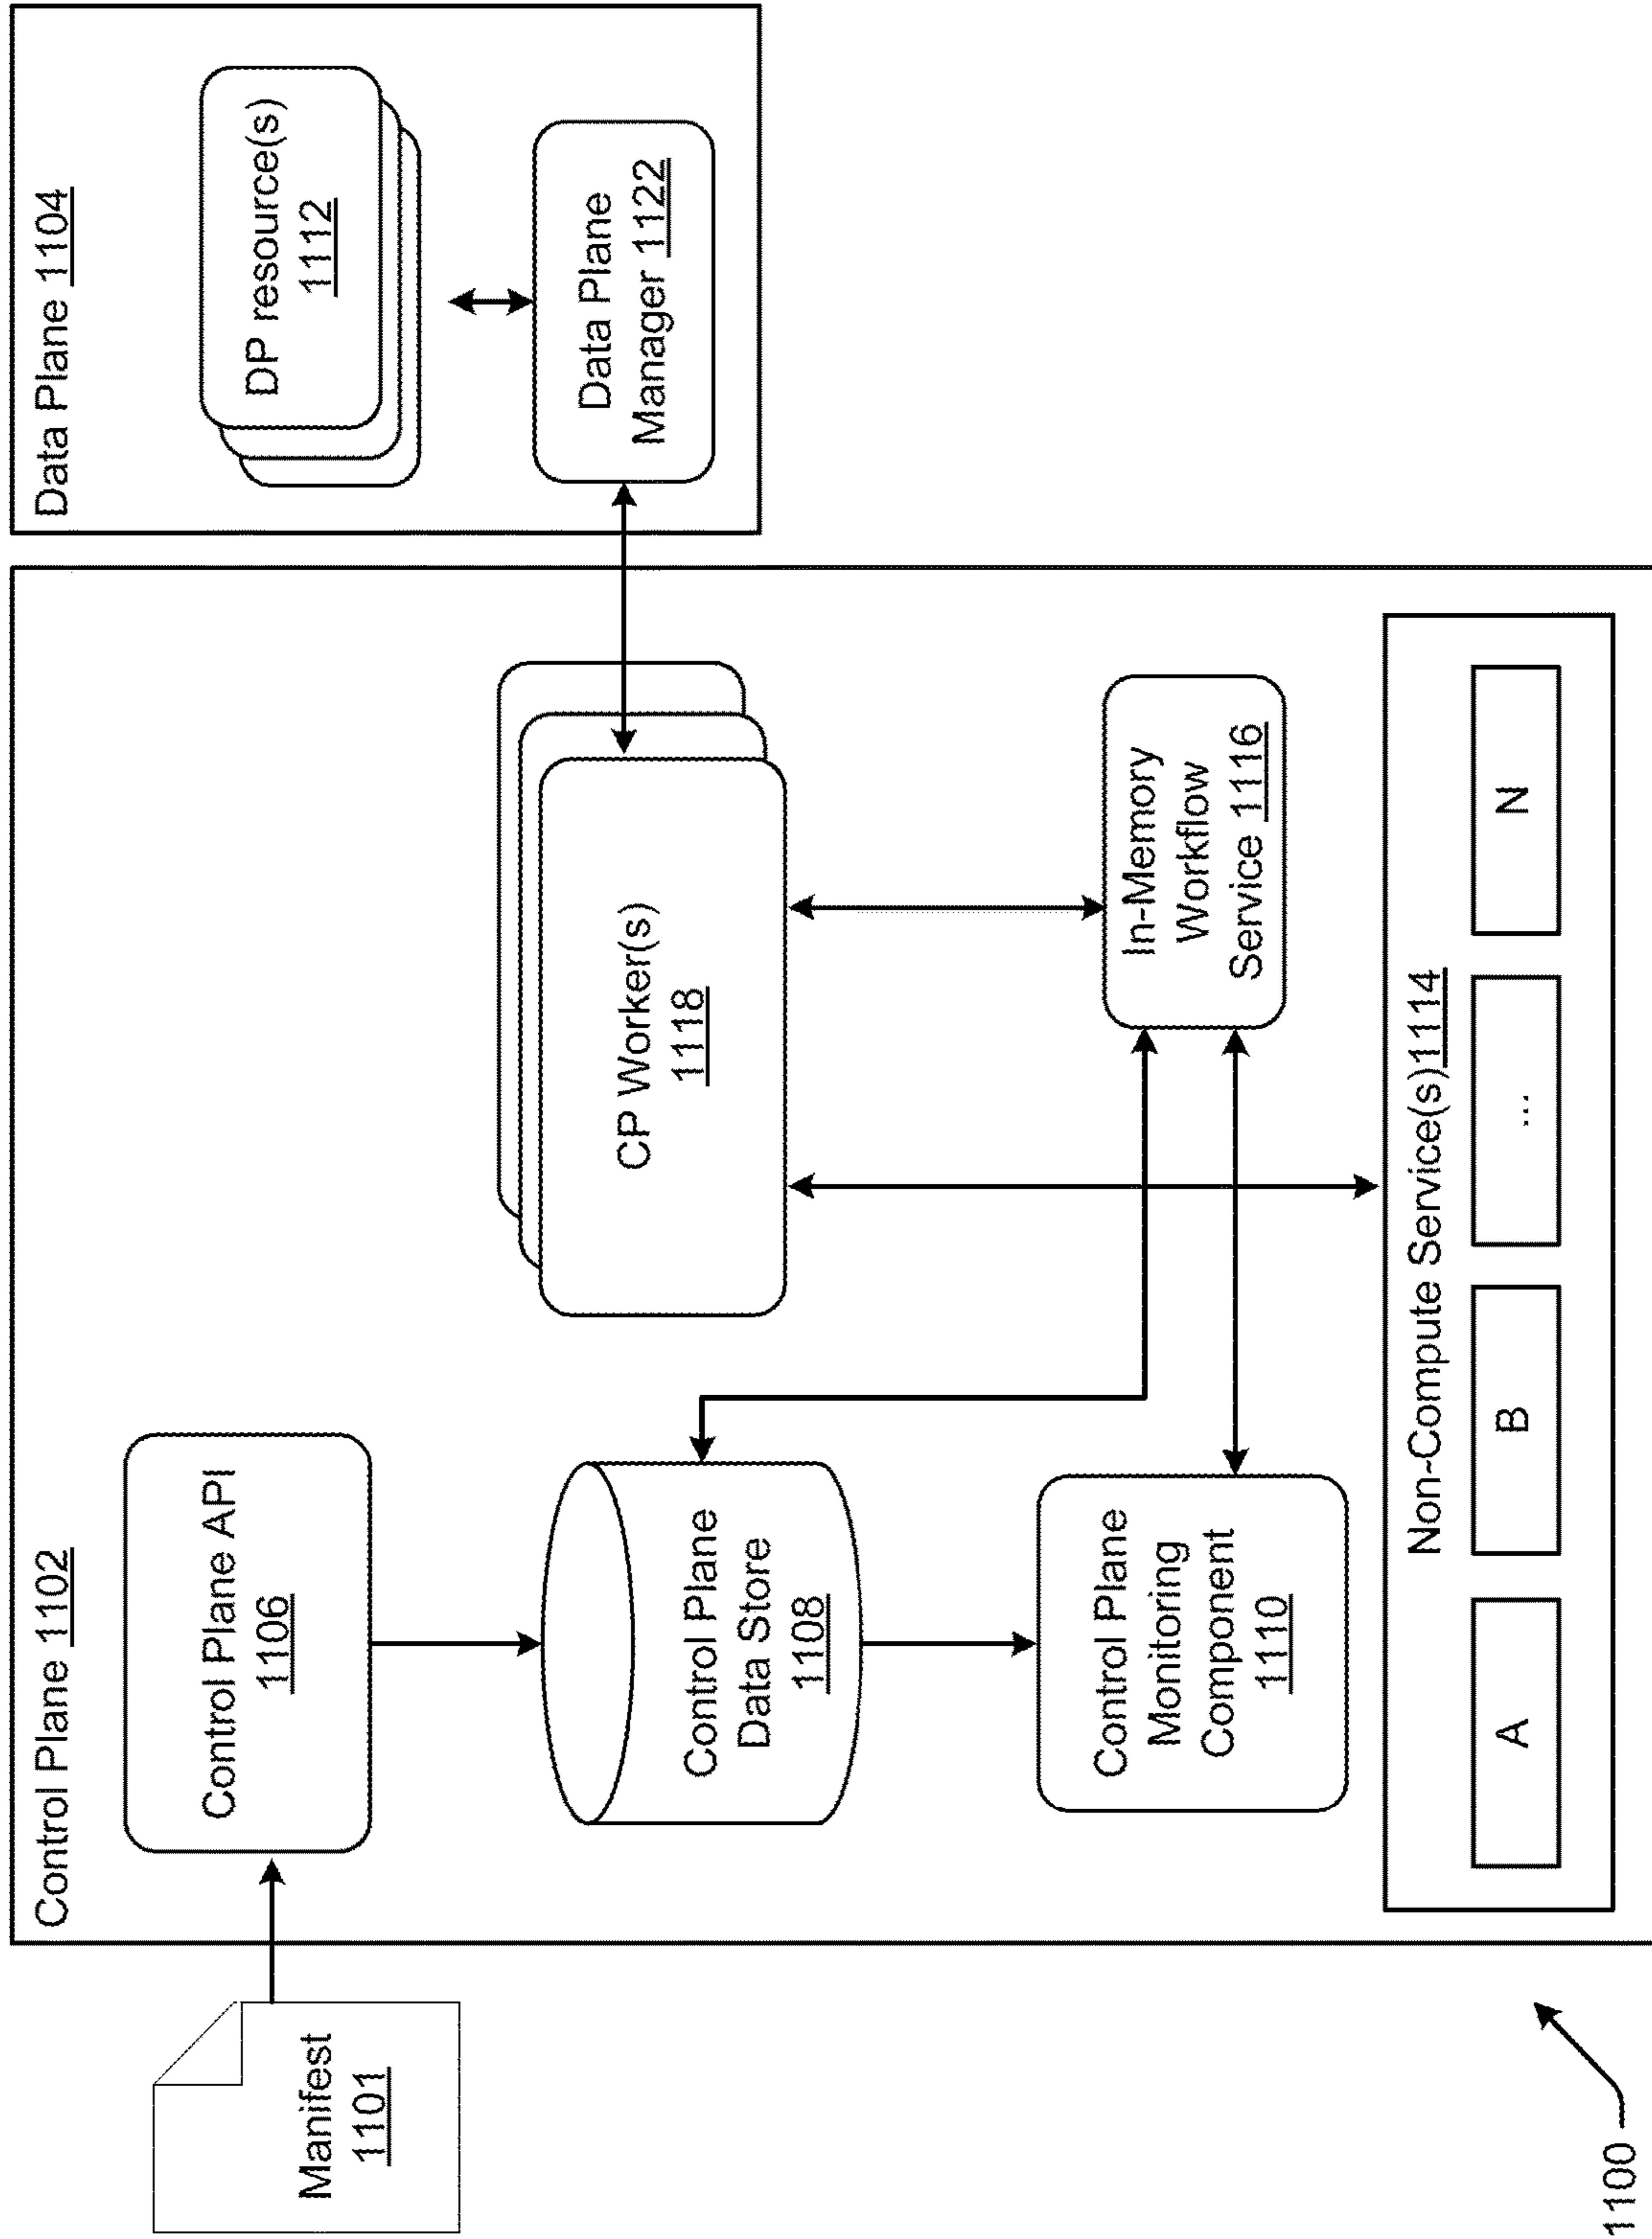 Manifest
1101
Control Plane 1102
Control Plane API
1106
Control Plane
Data Store
1108
Control Plane
Monitoring
Component
1110
CP Worker(s)
1118
In-Memory
Workflow
Service 1116
Non-Compute Service(s)1114
A
B
...
N
Data Plane 1104
DP resource(s)
1112
Data Plane
Manager 1122
1100